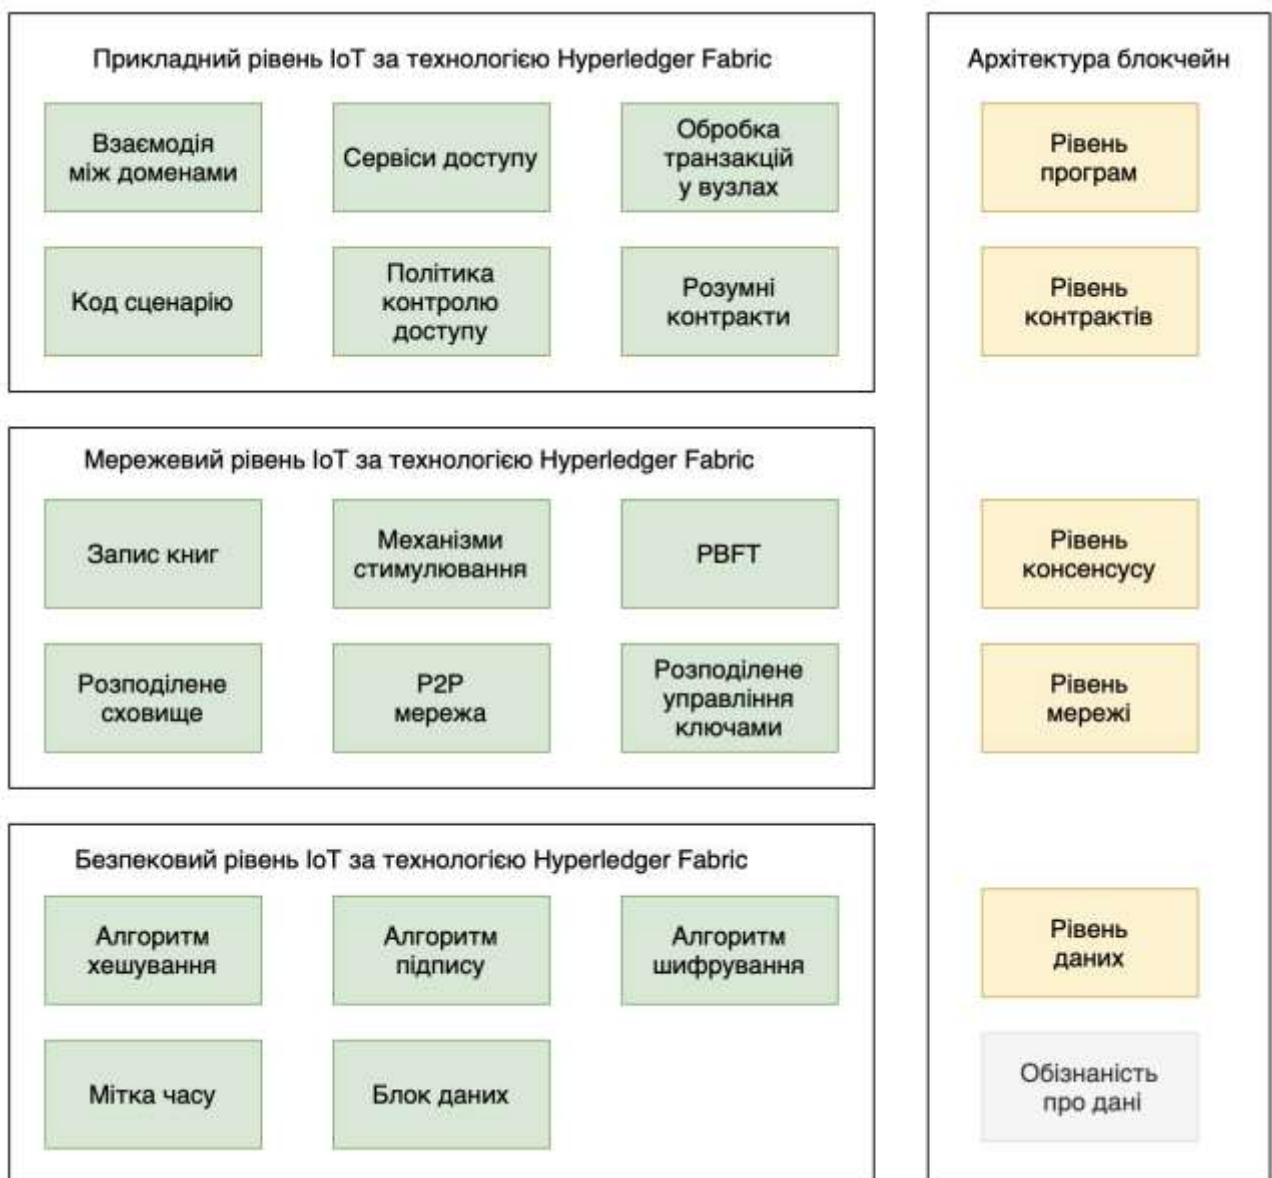 Прикладний рівень IoT за технологією Hyperledger Fabric
Взаємодія
між доменами
Сервіси доступу
Обробка
транзакцій
у вузлах
Код сценарію
Політика
контролю
доступу
Розумні
контракти
Мережевий рівень IoT за технологією Hyperledger Fabric
Запис книг
Механізми
стимулювання
PBFT
Розподілене
сховище
P2P
мережа
Розподілене
управління
ключами
Безпековий рівень IoT за технологією Hyperledger Fabric
Алгоритм
хешування
Алгоритм
підпису
Алгоритм
шифрування
Мітка часу
Блок даних
Архітектура блокчейн
Рівень
програм
Рівень
контрактів
Рівень
консенсусу
Рівень
мережі
Рівень
даних
Обізнаність
про дані